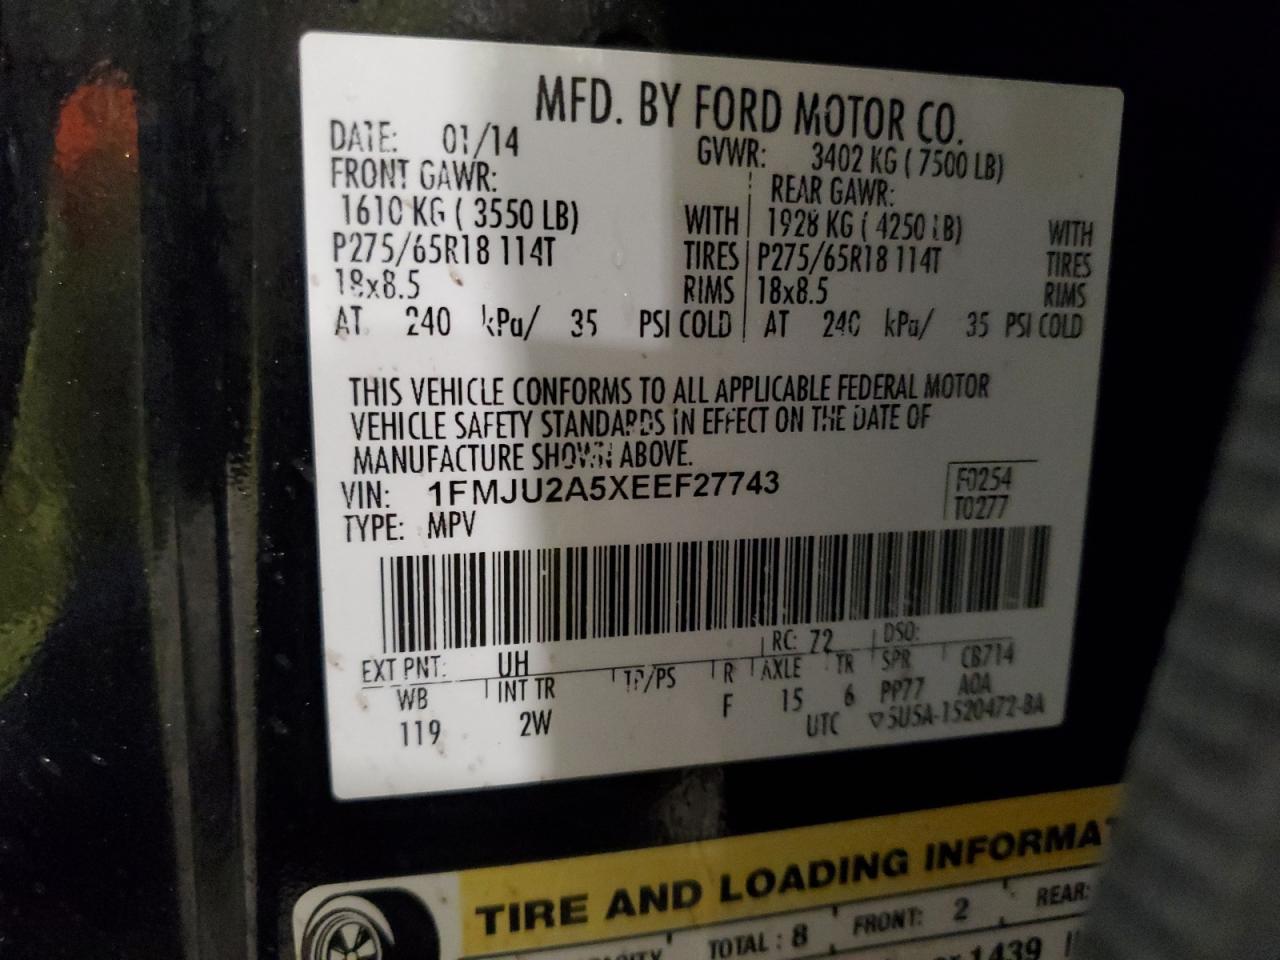 MFD. BY FORD MOTOR CO.
DATE: 01/14 GVWR: 3402 KG ( 7500 LB)
FRONT GAWR: REAR GAWR:
1610 KG ( 3550 LB) WITH 1928 KG ( 4250 LB) WITH
P275/65R18 114T TIRES P275/65R18 114T TIRES
18x8.5 RIMS 18x8.5 RIMS
AT 240 kPa/ 35 PSI COLD AT 240 kPa/ 35 PSI COLD
THIS VEHICLE CONFORMS TO ALL APPLICABLE FEDERAL MOTOR
VEHICLE SAFETY STANDARDS IN EFFECT ON THE DATE OF
MANUFACTURE SHOWN ABOVE.
VIN: 1FMJU2A5XEEF27743 F0254
TYPE: MPV T0277
RC: 72 DSO:
EXT PNT: UH
WB INT TR TP/PS R AXLE TR SPR CB714
119 2W F 15 6 PP77 A0A
UTC ▽5U5A-1520472-BA
TIRE AND LOADING INFORMA
TOTAL : 8 FRONT: 2 REAR:
1439